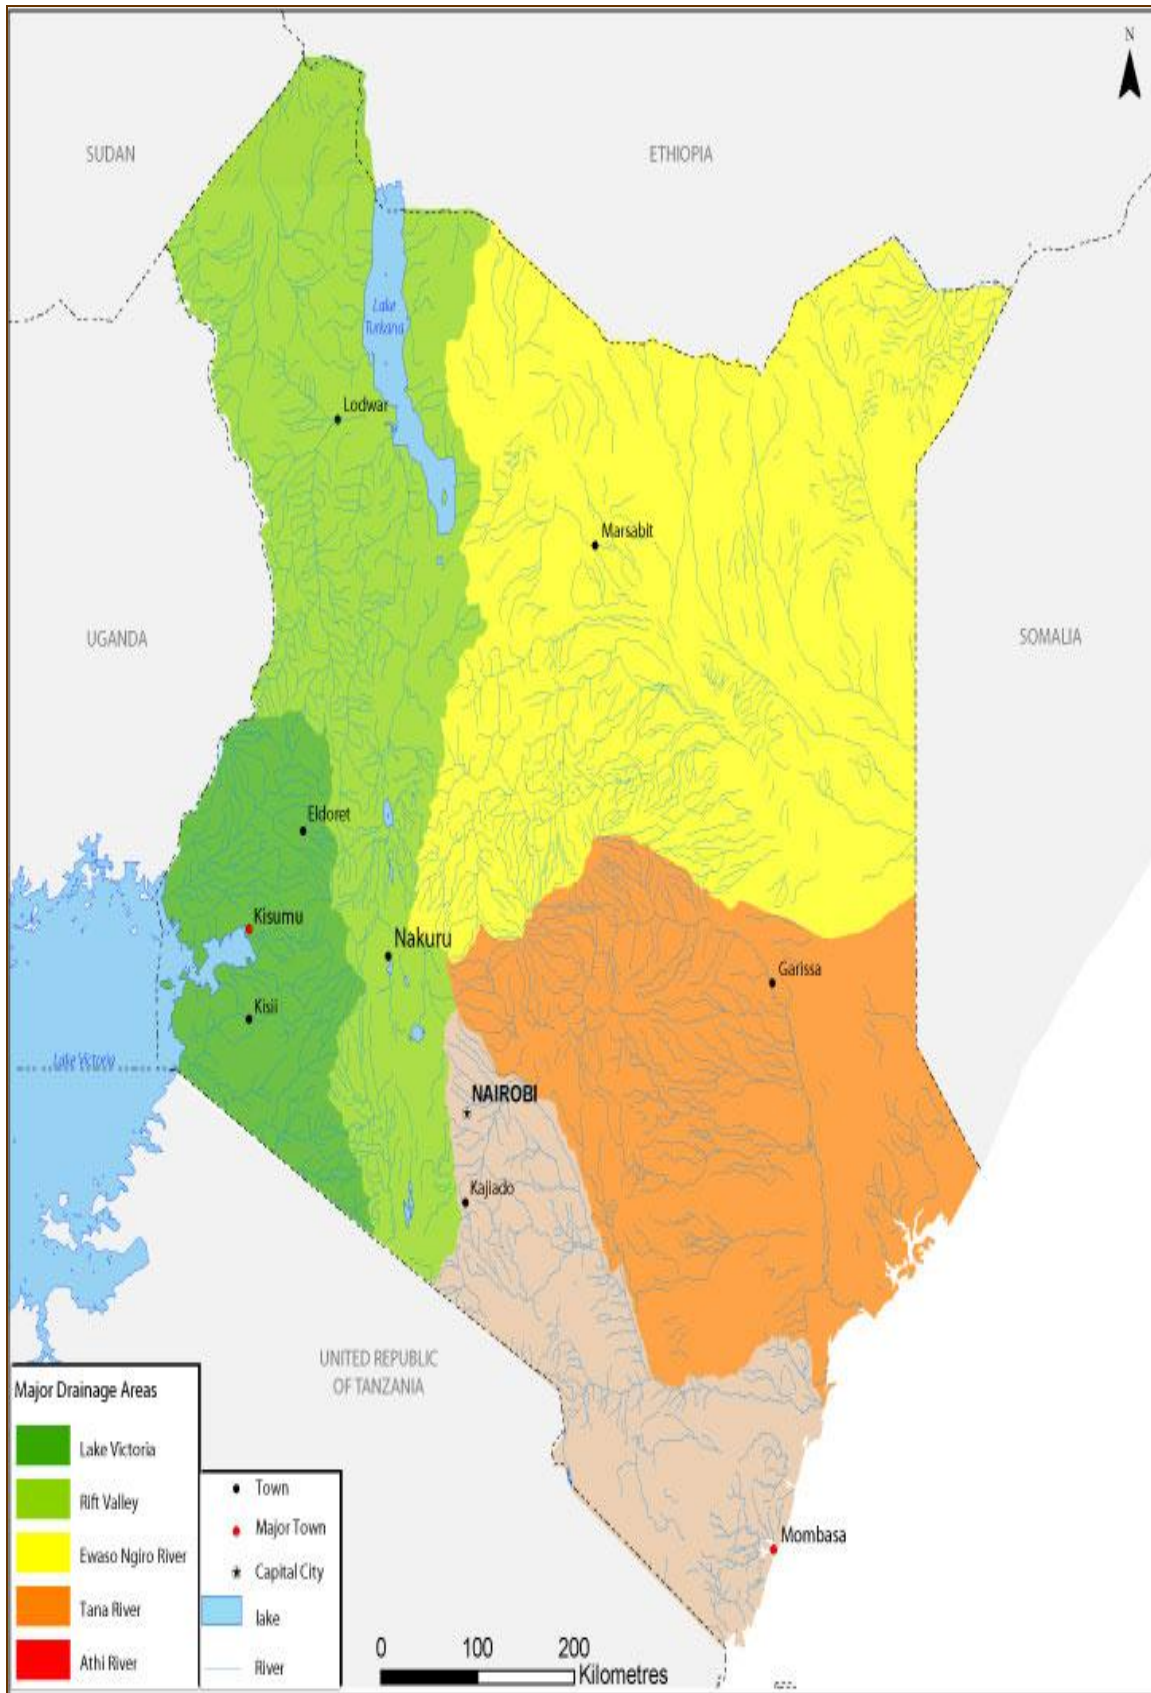 N
SUDAN
ETHIOPIA
Lake
Turkana
Lodwar
Marsabit
UGANDA
SOMALIA
Eldoret
Kisumu
Nakuru
Garissa
Kisii
Lake Victoria
NAIROBI
Kajiado
UNITED REPUBLIC
OF TANZANIA
Mombasa
Major Drainage Areas
Lake Victoria
Rift Valley
Ewaso Ngiro River
Tana River
Athi River
Town
Major Town
Capital City
lake
River
0 100 200
Kilometres